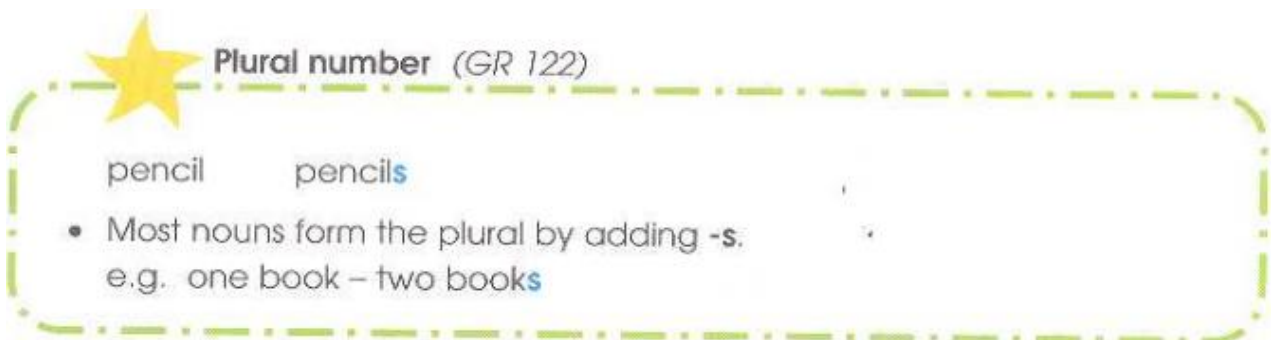 Plural number (GR 122)
pencil pencils
• Most nouns form the plural by adding -s.
e.g. one book – two books